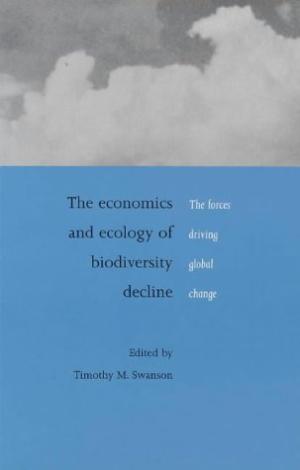 The economics
and ecology of
biodiversity
decline
The forces
driving
global
change
Edited by
Timothy M. Swanson